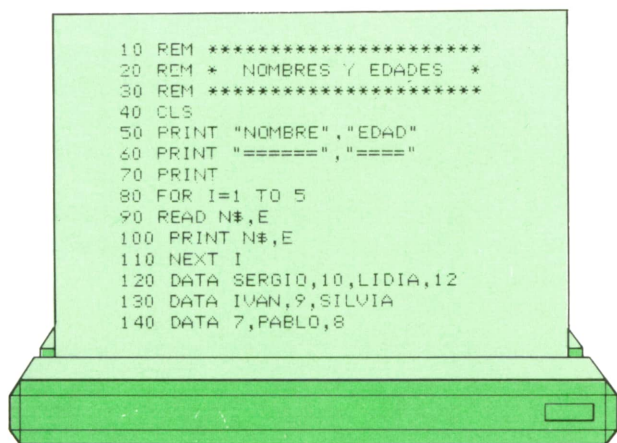 10 REM **********************
20 REM *  NOMBRES Y EDADES  *
30 REM **********************
40 CLS
50 PRINT "NOMBRE","EDAD"
60 PRINT "======","===="
70 PRINT
80 FOR I=1 TO 5
90 READ N$,E
100 PRINT N$,E
110 NEXT I
120 DATA SERGIO,10,LIDIA,12
130 DATA IVAN,9,SILVIA
140 DATA 7,PABLO,8